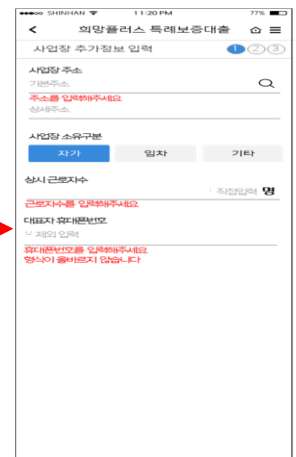 SHINHAN 11:20 PM 77%
희망플러스 특례보증대출
사업장 추가정보 입력 1 2 3
사업장 주소
기본주소
주소를 입력해주세요
상세주소
사업장 소유구분
자가 임차 기타
상시 근로자수
직접입력 명
근로자수를 입력해주세요
대표자 휴대폰번호
제외 입력
휴대폰번호를 입력해주세요
형식이 올바르지 않습니다